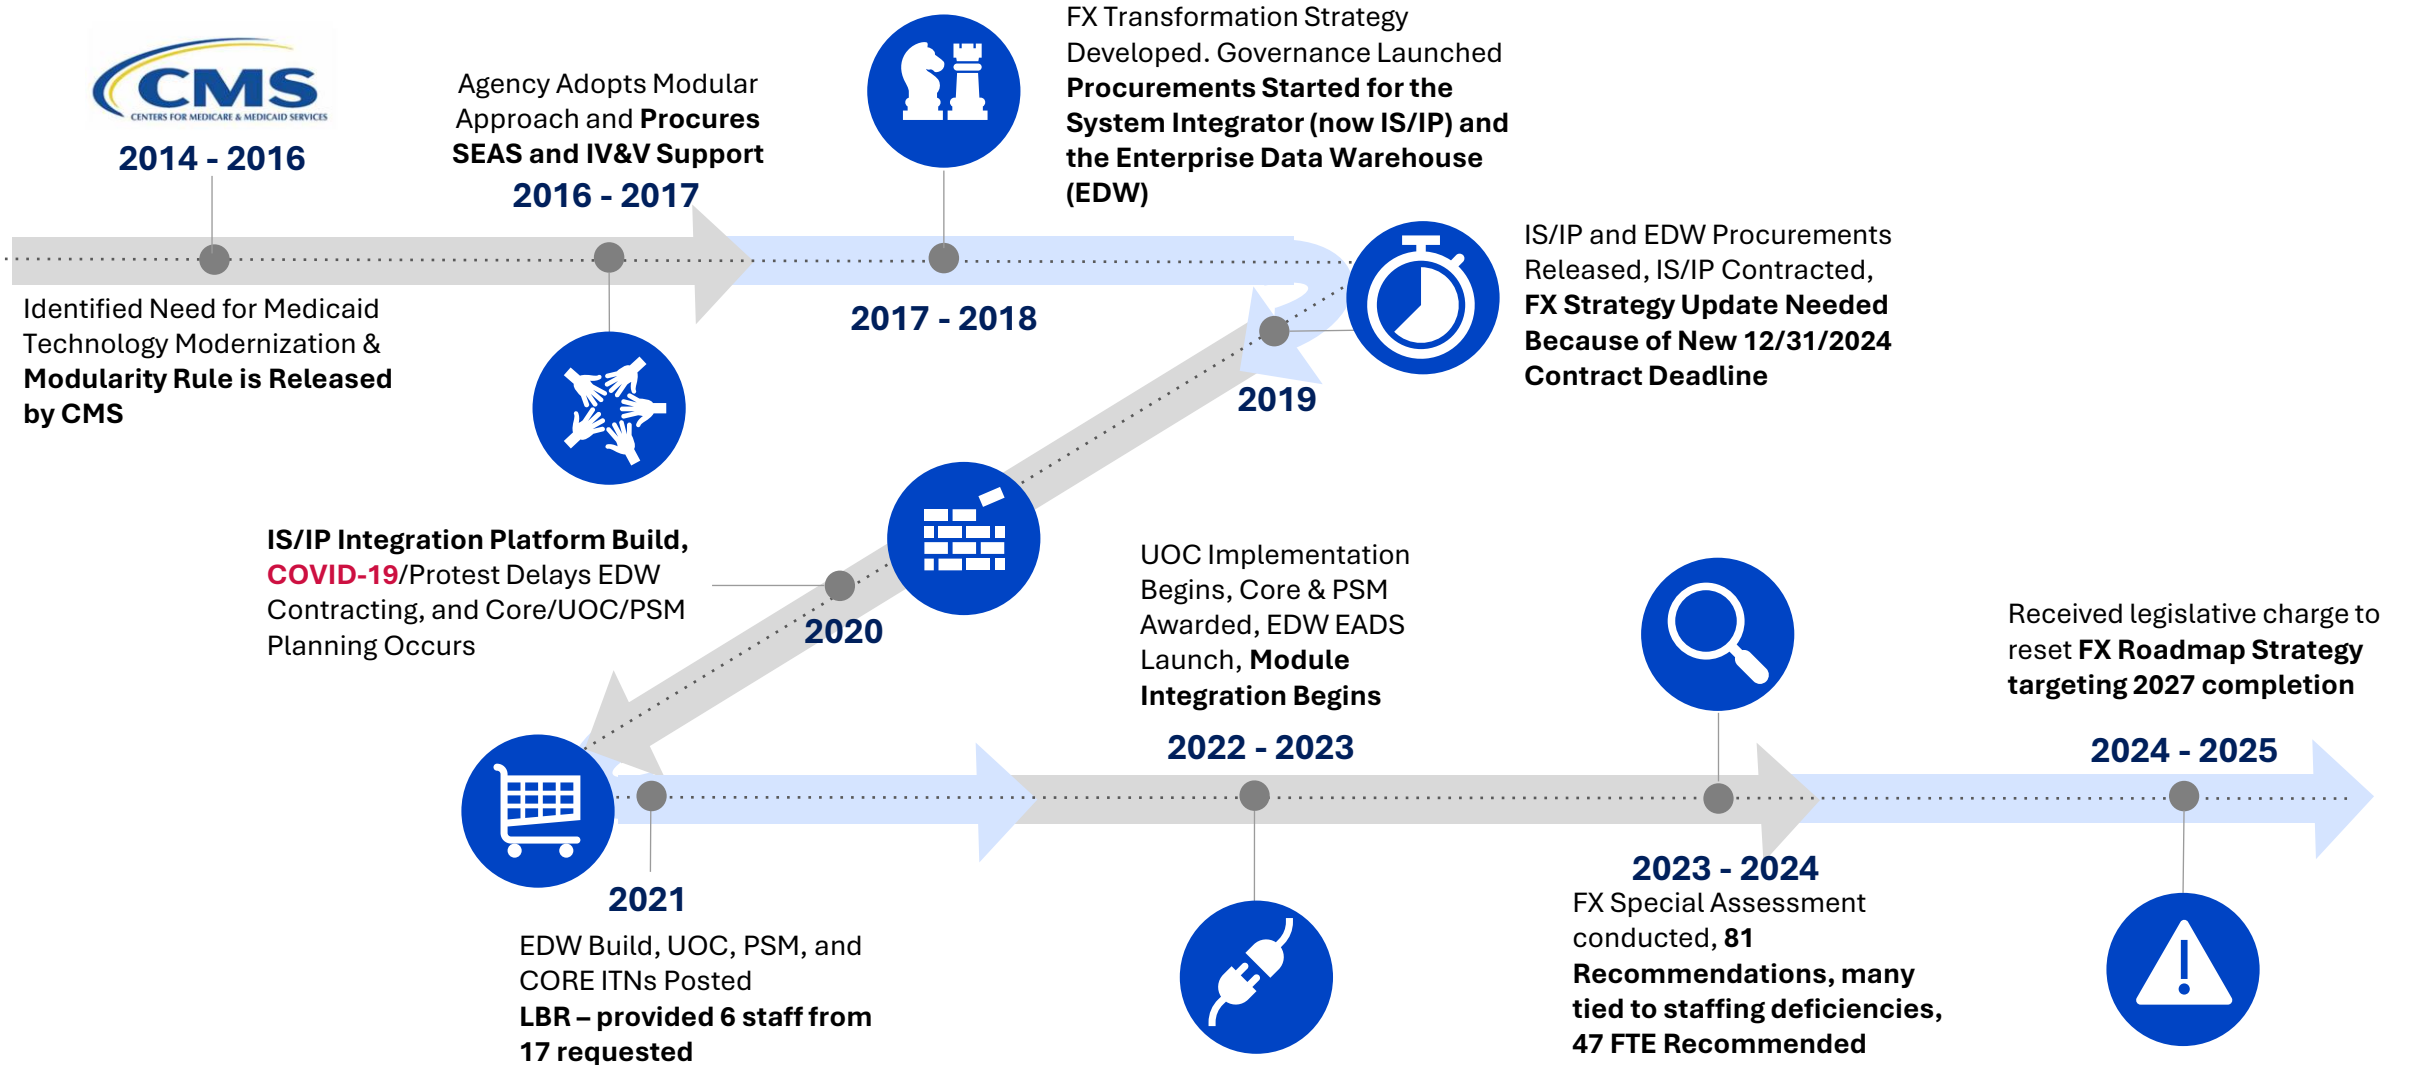 CMS
CENTERS FOR MEDICARE & MEDICAID SERVICES
2014 - 2016
Identified Need for Medicaid
Technology Modernization &
Modularity Rule is Released
by CMS
Agency Adopts Modular
Approach and Procures
SEAS and IV&V Support
2016 - 2017
FX Transformation Strategy
Developed. Governance Launched
Procurements Started for the
System Integrator (now IS/IP) and
the Enterprise Data Warehouse
(EDW)
2017 - 2018
IS/IP and EDW Procurements
Released, IS/IP Contracted,
FX Strategy Update Needed
Because of New 12/31/2024
Contract Deadline
2019
IS/IP Integration Platform Build,
COVID-19/Protest Delays EDW
Contracting, and Core/UOC/PSM
Planning Occurs
2020
2021
EDW Build, UOC, PSM, and
CORE ITNs Posted
LBR – provided 6 staff from
17 requested
UOC Implementation
Begins, Core & PSM
Awarded, EDW EADS
Launch, Module
Integration Begins
2022 - 2023
2023 - 2024
FX Special Assessment
conducted, 81
Recommendations, many
tied to staffing deficiencies,
47 FTE Recommended
Received legislative charge to
reset FX Roadmap Strategy
targeting 2027 completion
2024 - 2025